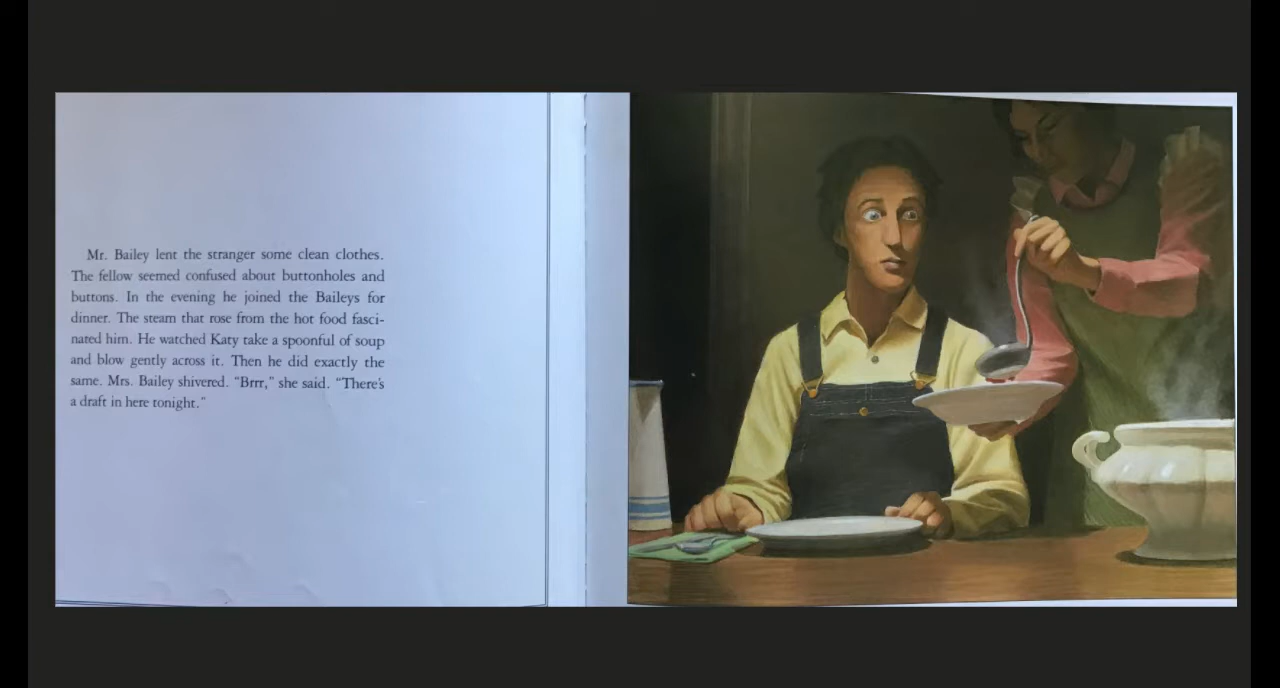 Mr. Bailey lent the stranger some clean clothes.
The fellow seemed confused about buttonholes and
buttons. In the evening he joined the Baileys for
dinner. The steam that rose from the hot food fasci-
nated him. He watched Katy take a spoonful of soup
and blow gently across it. Then he did exactly the
same. Mrs. Bailey shivered. “Brrr,” she said. “There’s
a draft in here tonight.”